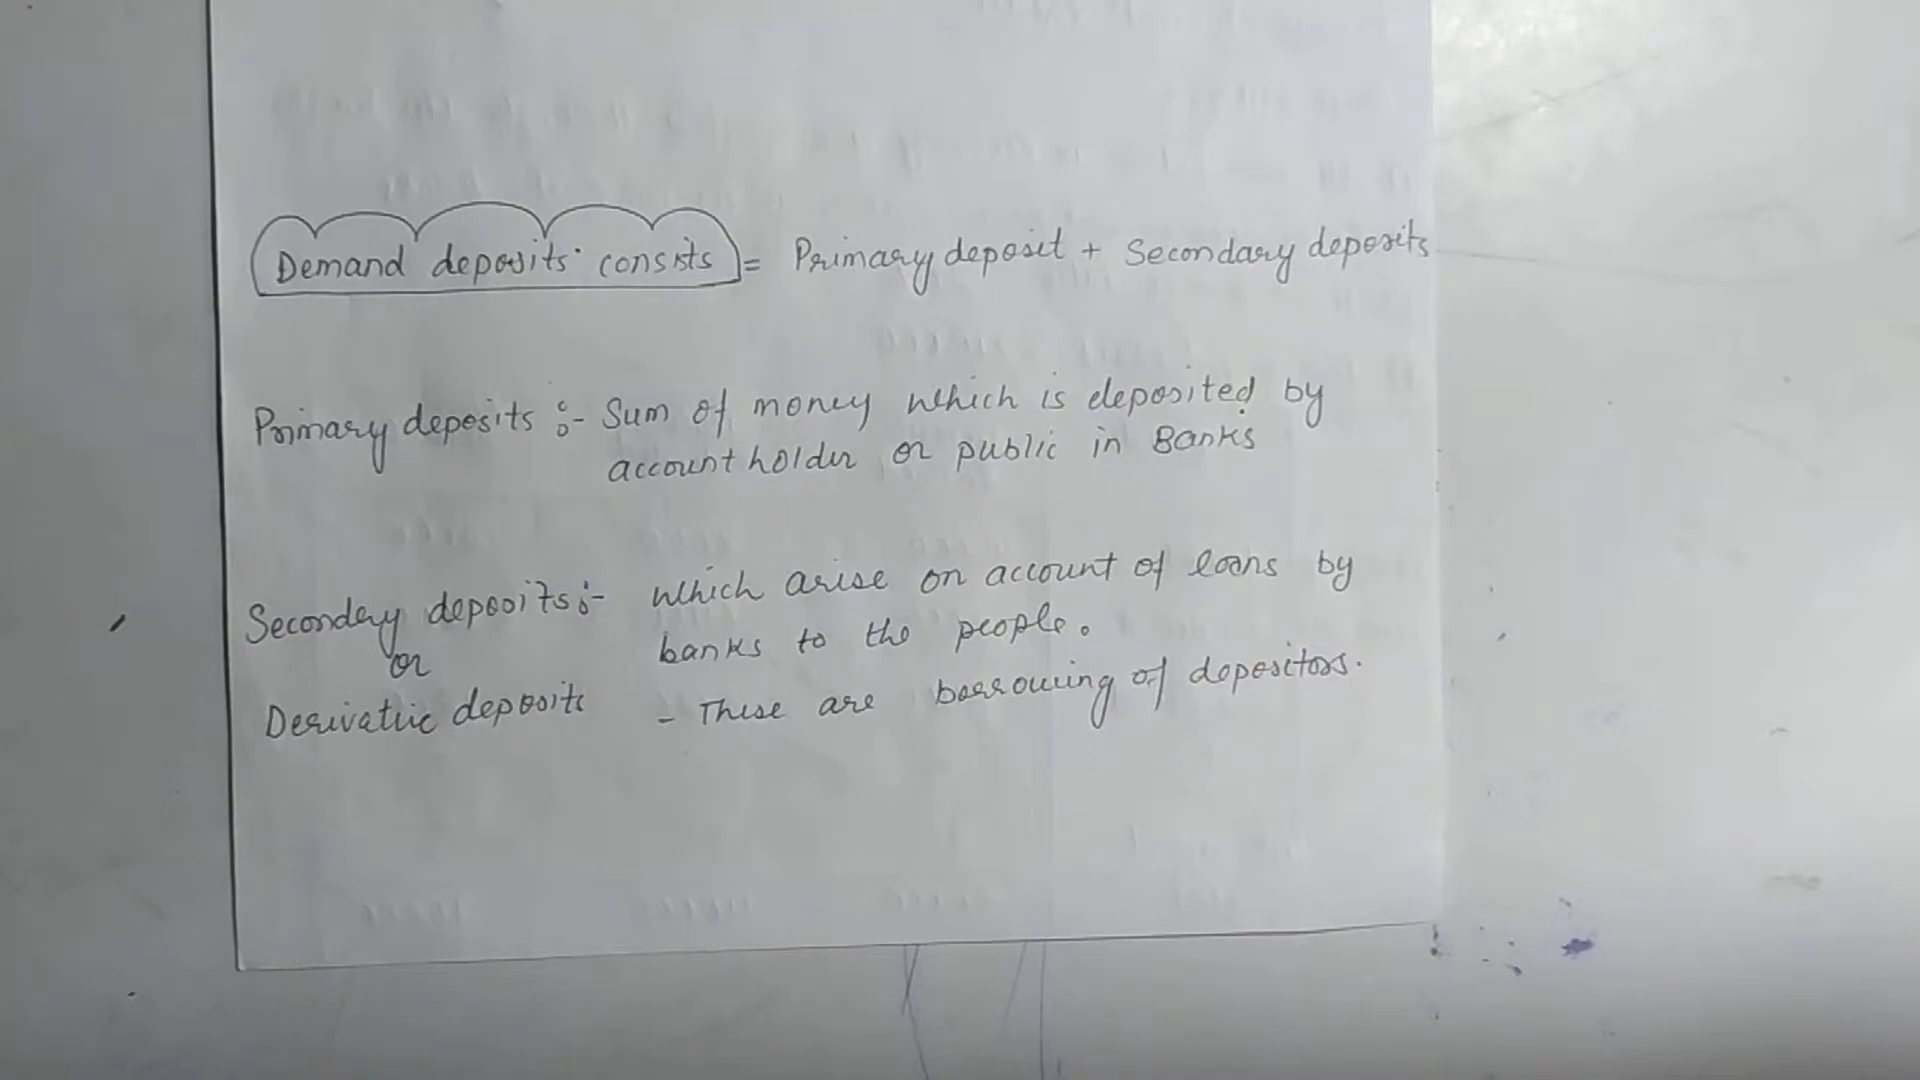 Demand deposits consists = Primary deposit + Secondary deposits
Primary deposits :- Sum of money which is deposited by
account holder or public in Banks
Secondary deposits :- which arise on account of loans by
or
banks to the people.
Derivative deposits - These are borrowing of depositors.